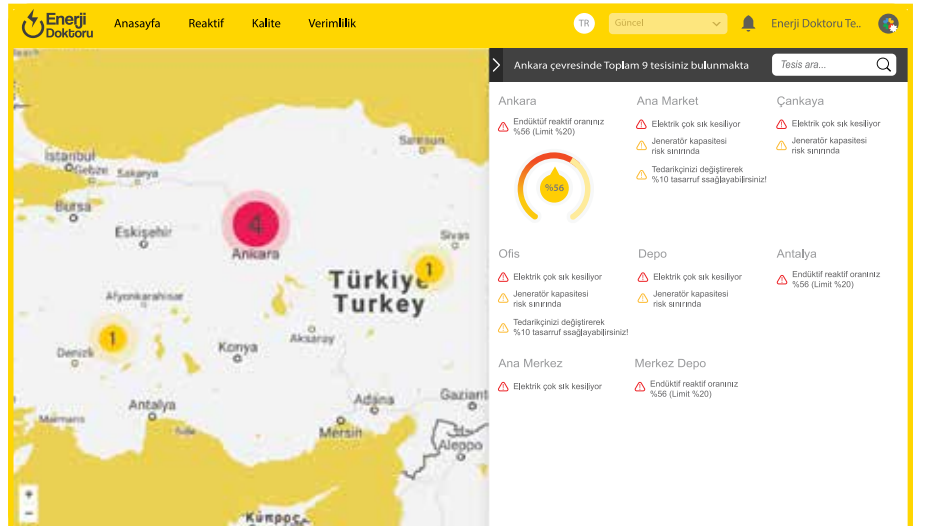 Enerji
Doktoru
Anasayfa
Reaktif
Kalite
Verimlilik
TR
Güncel
Enerji Doktoru Te..
Ankara çevresinde Toplam 9 tesisiniz bulunmakta
Tesis ara...
Ankara
Endüktüf reaktif oranınız
%56 (Limit %20)
%56
Ana Market
Elektrik çok sık kesiliyor
Jeneratör kapasitesi
risk sınırında
Tedarikçinizi değiştirerek
%10 tasarruf ssağlayabilirsiniz!
Çankaya
Elektrik çok sık kesiliyor
Jeneratör kapasitesi
risk sınırında
Ofis
Elektrik çok sık kesiliyor
Jeneratör kapasitesi
risk sınırında
Tedarikçinizi değiştirerek
%10 tasarruf ssağlayabilirsiniz!
Depo
Elektrik çok sık kesiliyor
Jeneratör kapasitesi
risk sınırında
Antalya
Endüktif reaktif oranınız
%56 (Limit %20)
Ana Merkez
Elektrik çok sık kesiliyor
Merkez Depo
Endüktif reaktif oranınız
%56 (Limit %20)
Samsun
İstanbul
Gebze
Sakarya
Bursa
Eskişehir
4
Ankara
Sivas
1
Türkiye
Turkey
Afyonkarahisar
1
Denizli
Konya
Aksaray
Antalya
Side
Marmaris
Adana
Gaziant
Mersin
Aleppo
Κύπρος
+
-